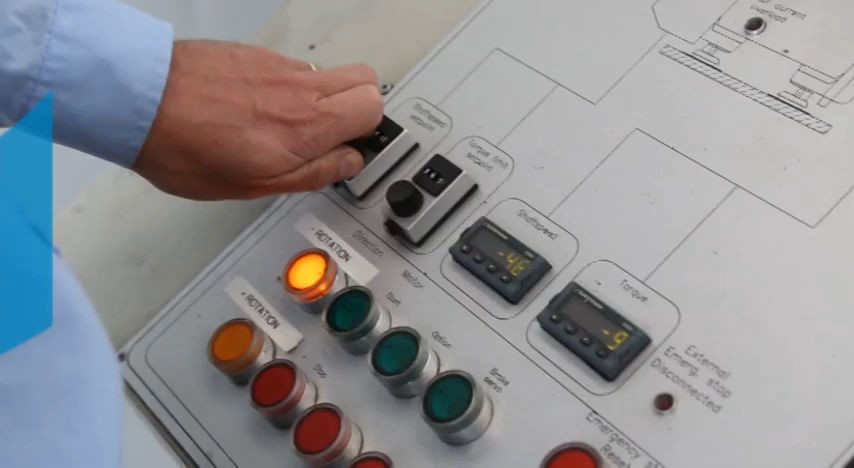 current
overload
Shaftspeed
setpoint
Torque limit
setpoint
Shaftspeed
Torque
Direction
Motor
- ROTATION
+ ROTATION
Start
Option
Brake
servo
Stop
External
Emerg. stop
Disconnected
Emergency
Reset